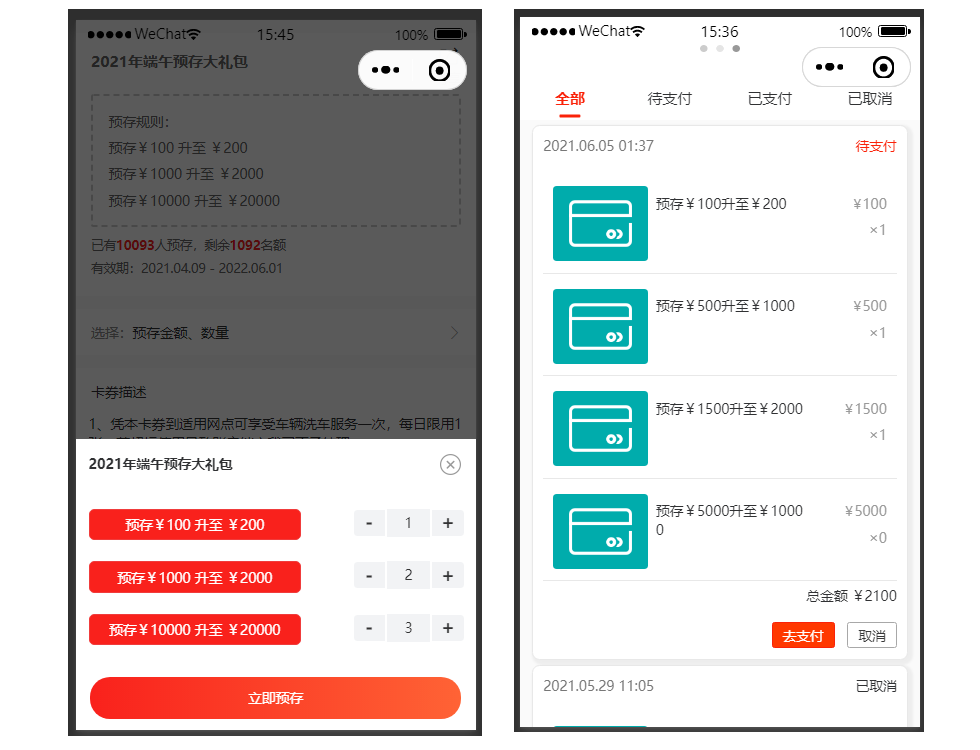 ●●●●● WeChat 15:45 100%
2021年端午预存大礼包
预存规则：
预存￥100 升至 ￥200
预存￥1000 升至 ￥2000
预存￥10000 升至 ￥20000
已有10093人预存，剩余1092名额
有效期：2021.04.09 - 2022.06.01
选择：预存金额、数量
卡券描述
1、凭本卡券到适用网点可享受车辆洗车服务一次，每日限用1
2021年端午预存大礼包
预存￥100 升至 ￥200 - 1 +
预存￥1000 升至 ￥2000 - 2 +
预存￥10000 升至 ￥20000 - 3 +
立即预存
●●●●● WeChat 15:36 100%
全部 待支付 已支付 已取消
2021.06.05 01:37 待支付
预存￥100升至￥200 ￥100
×1
预存￥500升至￥1000 ￥500
×1
预存￥1500升至￥2000 ￥1500
×1
预存￥5000升至￥1000 ￥5000
0 ×0
总金额 ￥2100
去支付 取消
2021.05.29 11:05 已取消